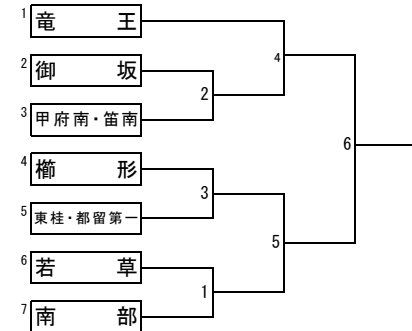 1 竜王
4
2 御坂
2
3 甲府南・笛南
6
4 櫛形
3
5 東桂・都留第一
5
6 若草
1
7 南部